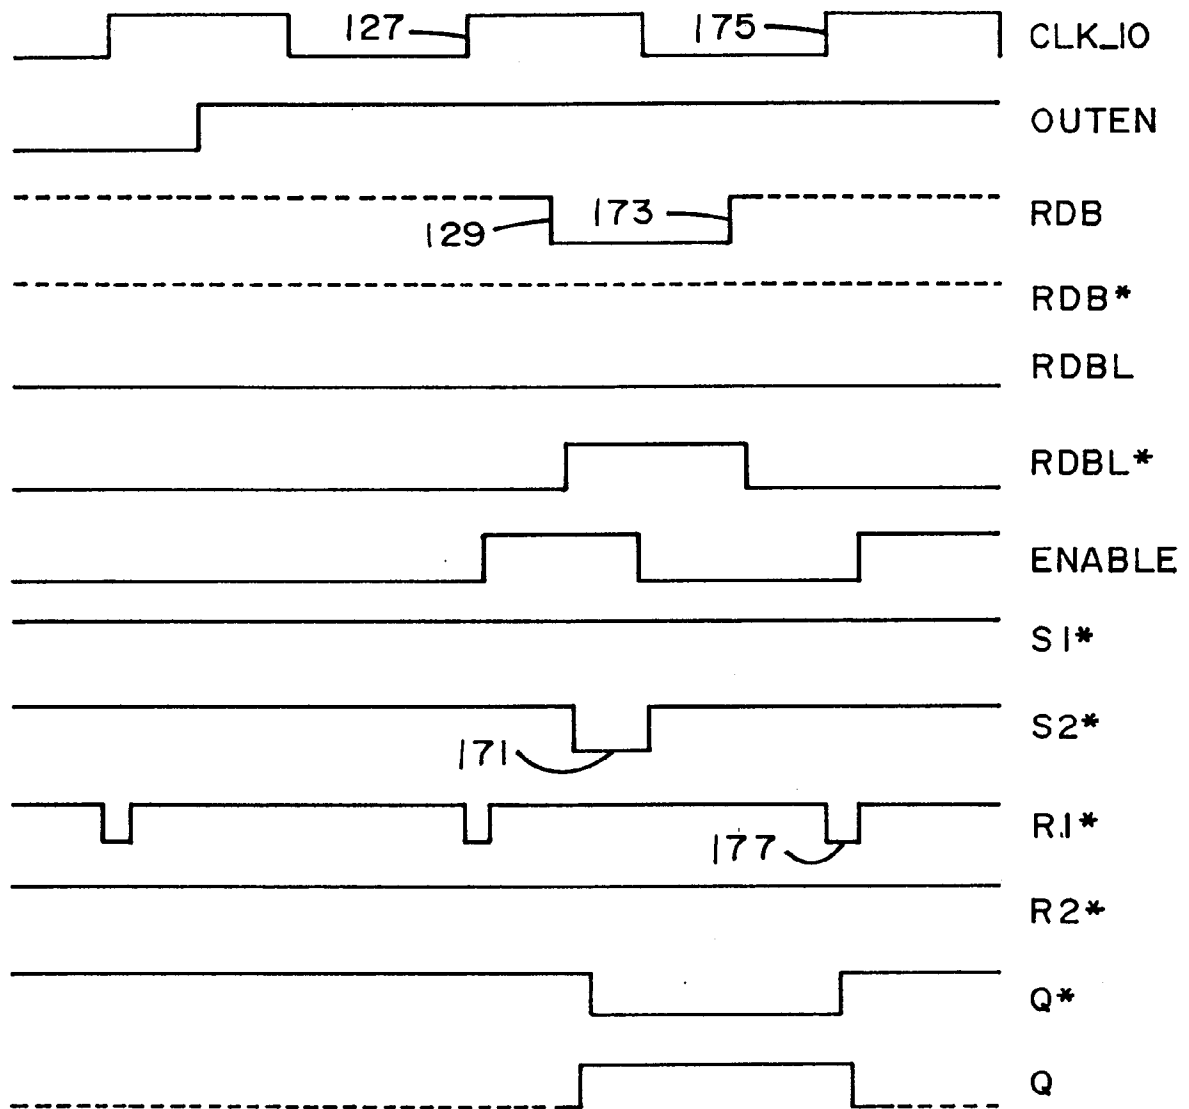 127
175
CLK_IO
OUTEN
129
173
RDB
RDB*
RDBL
RDBL*
ENABLE
S1*
171
S2*
177
R1*
R2*
Q*
Q